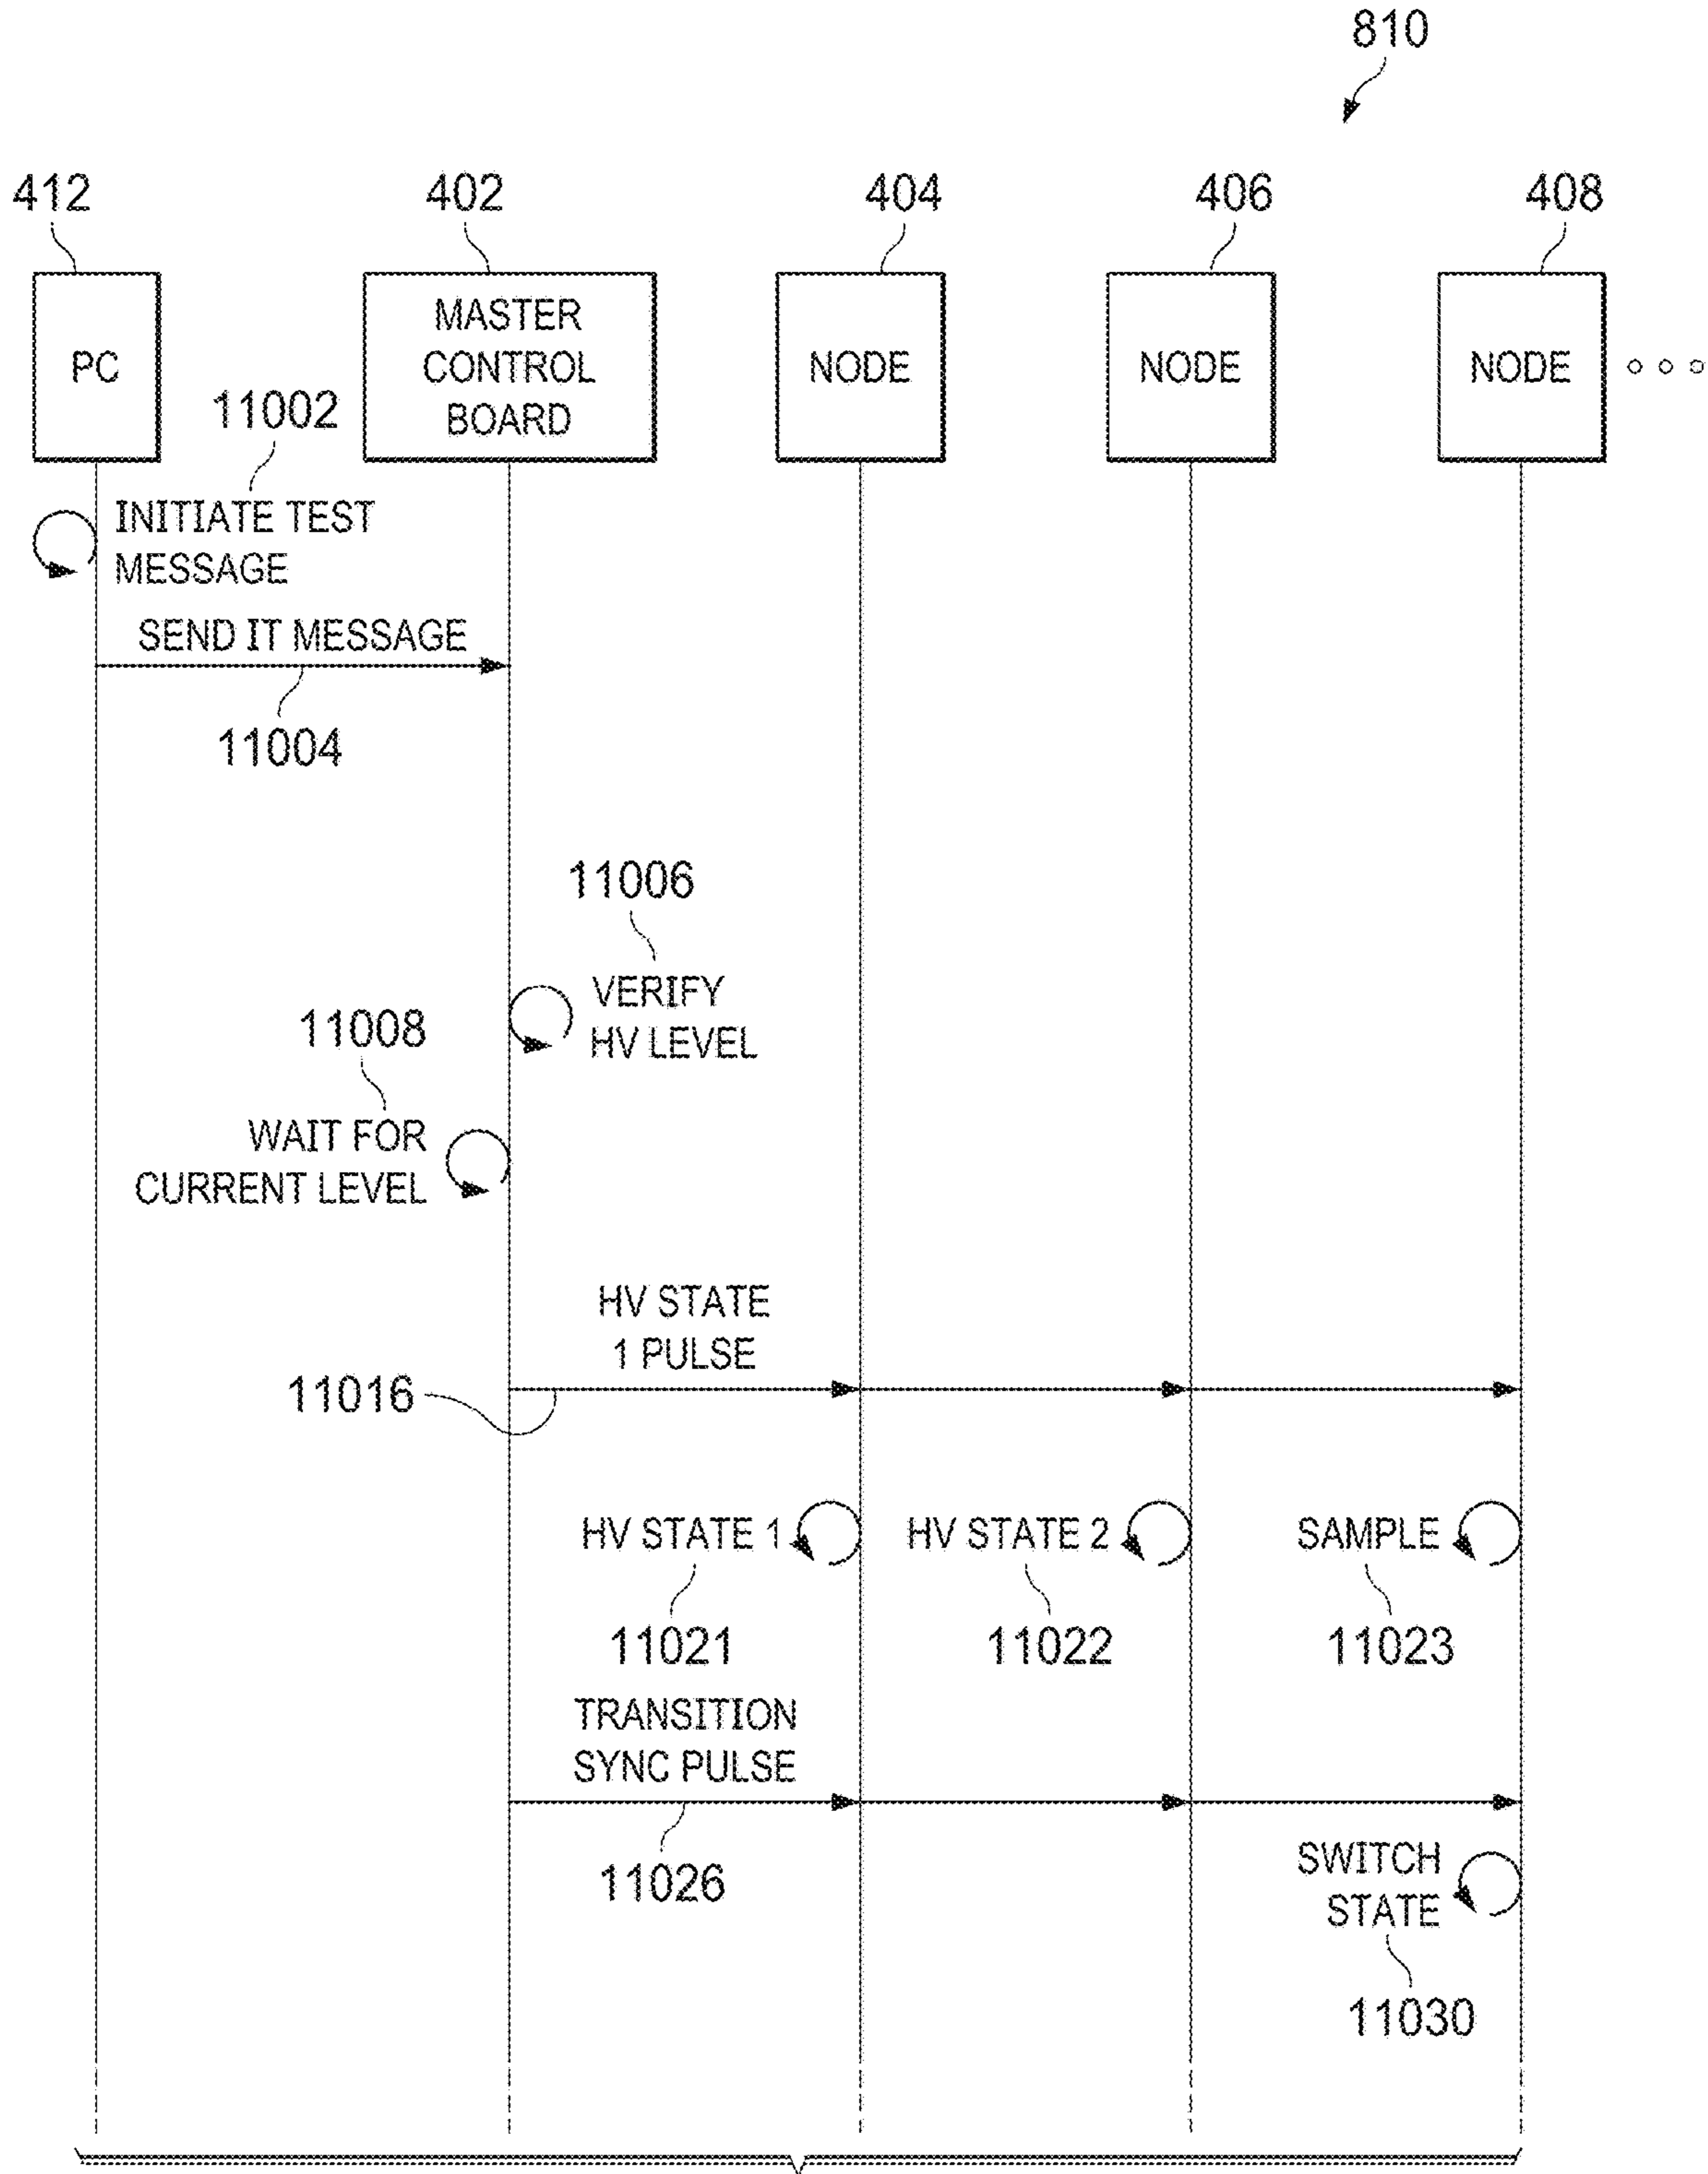 810
412
402
404
406
408
PC
MASTER
CONTROL
BOARD
NODE
NODE
NODE
11002
INITIATE TEST
MESSAGE
SEND IT MESSAGE
11004
11006
VERIFY
HV LEVEL
11008
WAIT FOR
CURRENT LEVEL
HV STATE
1 PULSE
11016
HV STATE 1
HV STATE 2
SAMPLE
11021
11022
11023
TRANSITION
SYNC PULSE
11026
SWITCH
STATE
11030